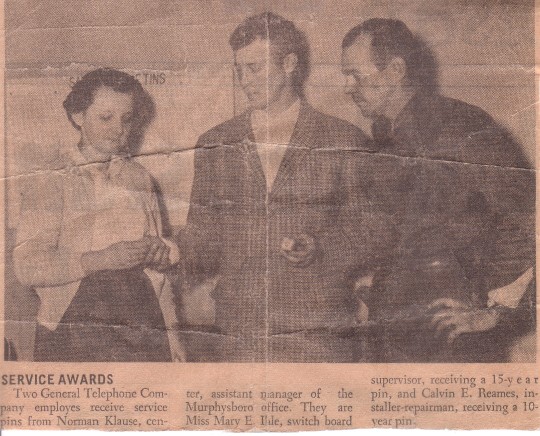 SERVICE AWARDS
Two General Telephone Com-
pany employes receive service
pins from Norman Klause, cen-
ter, assistant manager of the
Murphysboro office. They are
Miss Mary E. switch board
supervisor, receiving a 15-year
pin, and Calvin E. Reames, in-
staller-repairman, receiving a 10-
year pin.